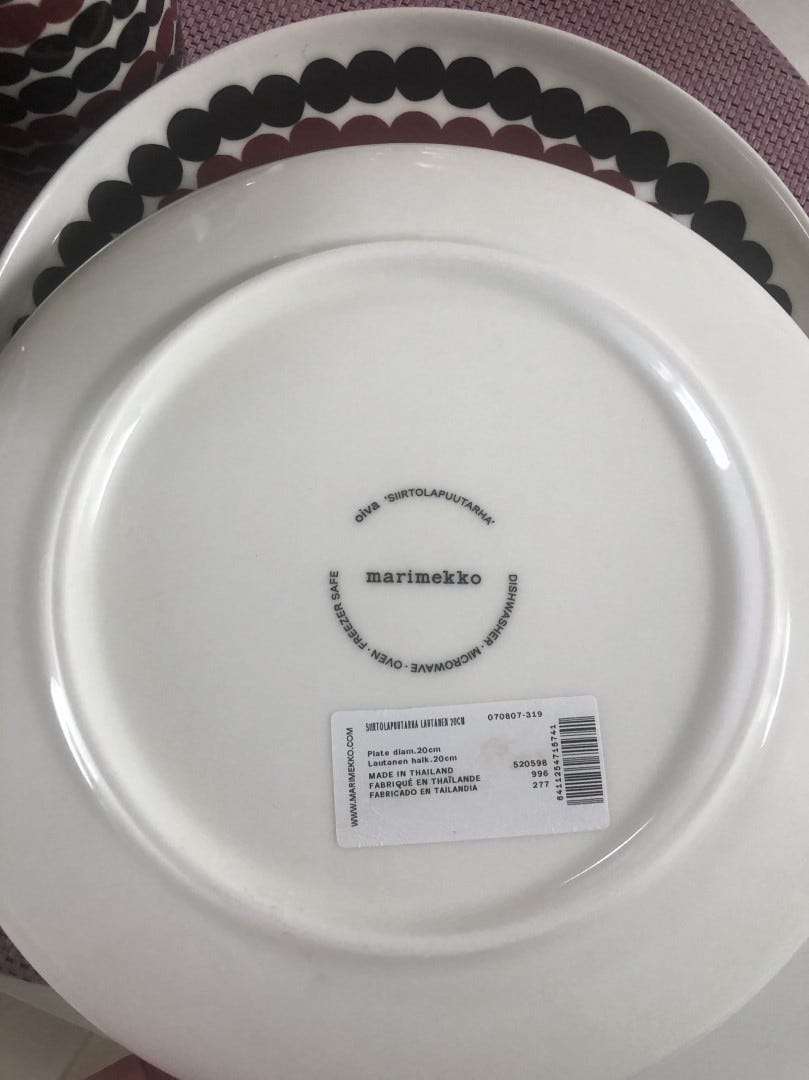 oiva 'SIIRTOLAPUUTARHA'
marimekko
DISHWASHER · MICROWAVE · OVEN · FREEZER SAFE
WWW.MARIMEKKO.COM
SIIRTOLAPUUTARHA LAUTANEN 20CM 070807-319
Plate diam.20cm
Lautanen halk.20cm 520598
MADE IN THAILAND 996
FABRIQUÉ EN THAÏLANDE 277
FABRICADO EN TAILANDIA
6411254715741